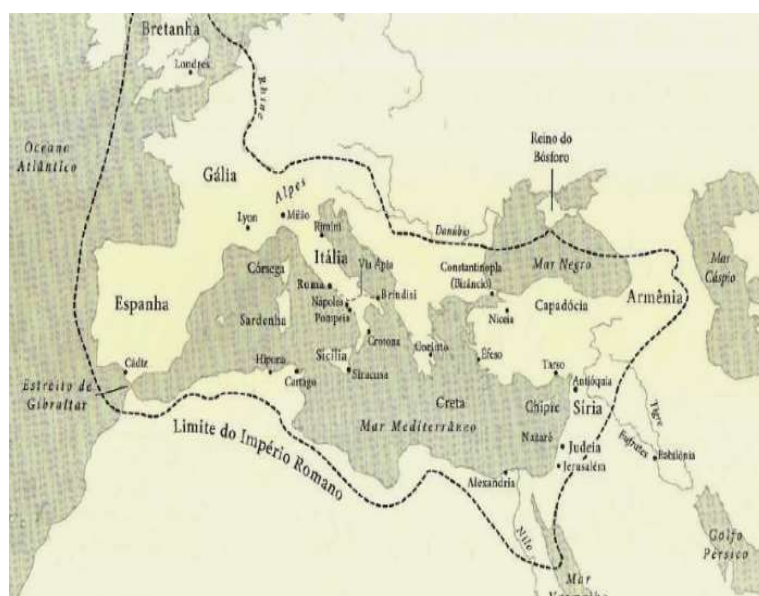 Bretanha
Londres
Rhine
Oceano
Atlântico
Gália
Alpes
Lyon
Milão
Rimini
Danúbio
Reino do
Bósforo
Mar Negro
Mar
Cáspio
Itália
Via Ápia
Córsega
Roma
Constantinopla
(Bizâncio)
Capadócia
Armênia
Espanha
Nápoles
Pompeia
Brindisi
Niceia
Sardenha
Crotona
Corinto
Éfeso
Cádiz
Hipona
Sicília
Tarso
Antióquia
Estreito de
Gibraltar
Cartago
Siracusa
Creta
Chipre
Síria
Tigre
Limite do Império Romano
Mar Mediterrâneo
Nazaré
Judeia
Eufrates
Babilônia
Jerusalém
Alexandria
Nilo
Golfo
Pérsico
Mar